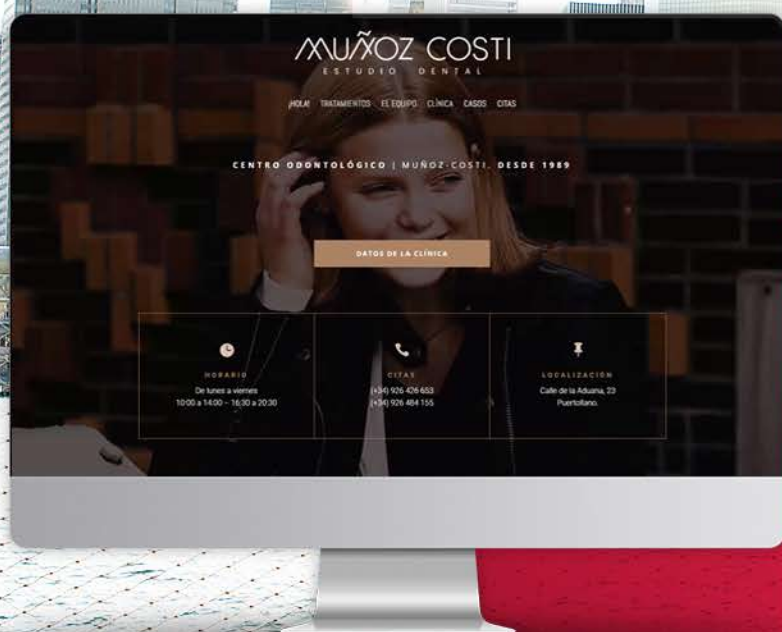 MUÑOZ COSTI
ESTUDIO DENTAL
¡HOLA! TRATAMIENTOS EL EQUIPO CLÍNICA CASOS CITAS
CENTRO ODONTOLÓGICO | MUÑOZ-COSTI. DESDE 1989
DATOS DE LA CLÍNICA
HORARIO
De lunes a viernes
10:00 a 14:00 – 16:30 a 20:30
CITAS
(+34) 926 426 653
(+34) 926 484 155
LOCALIZACIÓN
Calle de la Aduana, 23
Puertollano.